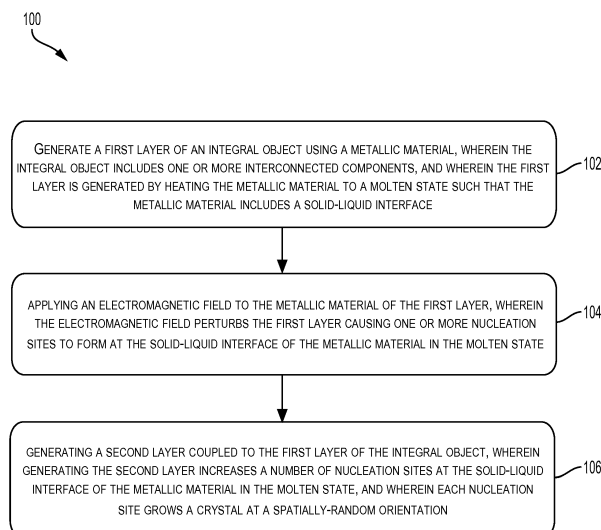 100
GENERATE A FIRST LAYER OF AN INTEGRAL OBJECT USING A METALLIC MATERIAL, WHEREIN THE
INTEGRAL OBJECT INCLUDES ONE OR MORE INTERCONNECTED COMPONENTS, AND WHEREIN THE FIRST
LAYER IS GENERATED BY HEATING THE METALLIC MATERIAL TO A MOLTEN STATE SUCH THAT THE
METALLIC MATERIAL INCLUDES A SOLID-LIQUID INTERFACE
102
APPLYING AN ELECTROMAGNETIC FIELD TO THE METALLIC MATERIAL OF THE FIRST LAYER, WHEREIN
THE ELECTROMAGNETIC FIELD PERTURBS THE FIRST LAYER CAUSING ONE OR MORE NUCLEATION
SITES TO FORM AT THE SOLID-LIQUID INTERFACE OF THE METALLIC MATERIAL IN THE MOLTEN STATE
104
GENERATING A SECOND LAYER COUPLED TO THE FIRST LAYER OF THE INTEGRAL OBJECT, WHEREIN
GENERATING THE SECOND LAYER INCREASES A NUMBER OF NUCLEATION SITES AT THE SOLID-LIQUID
INTERFACE OF THE METALLIC MATERIAL IN THE MOLTEN STATE, AND WHEREIN EACH NUCLEATION
SITE GROWS A CRYSTAL AT A SPATIALLY-RANDOM ORIENTATION
106